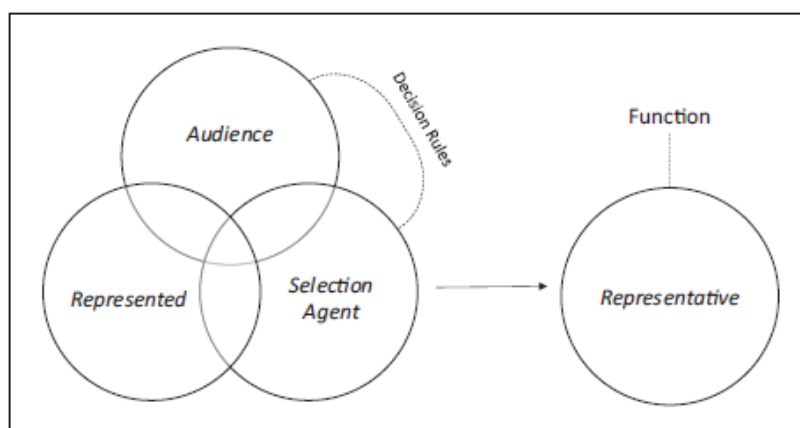 Audience
Decision Rules
Function
Represented
Selection
Agent
Representative